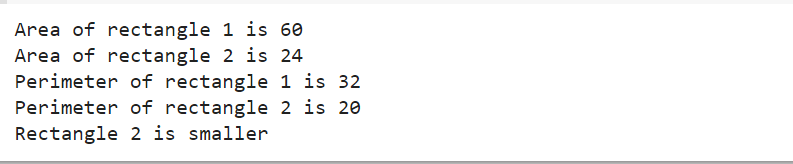 Area of rectangle 1 is 60
Area of rectangle 2 is 24
Perimeter of rectangle 1 is 32
Perimeter of rectangle 2 is 20
Rectangle 2 is smaller